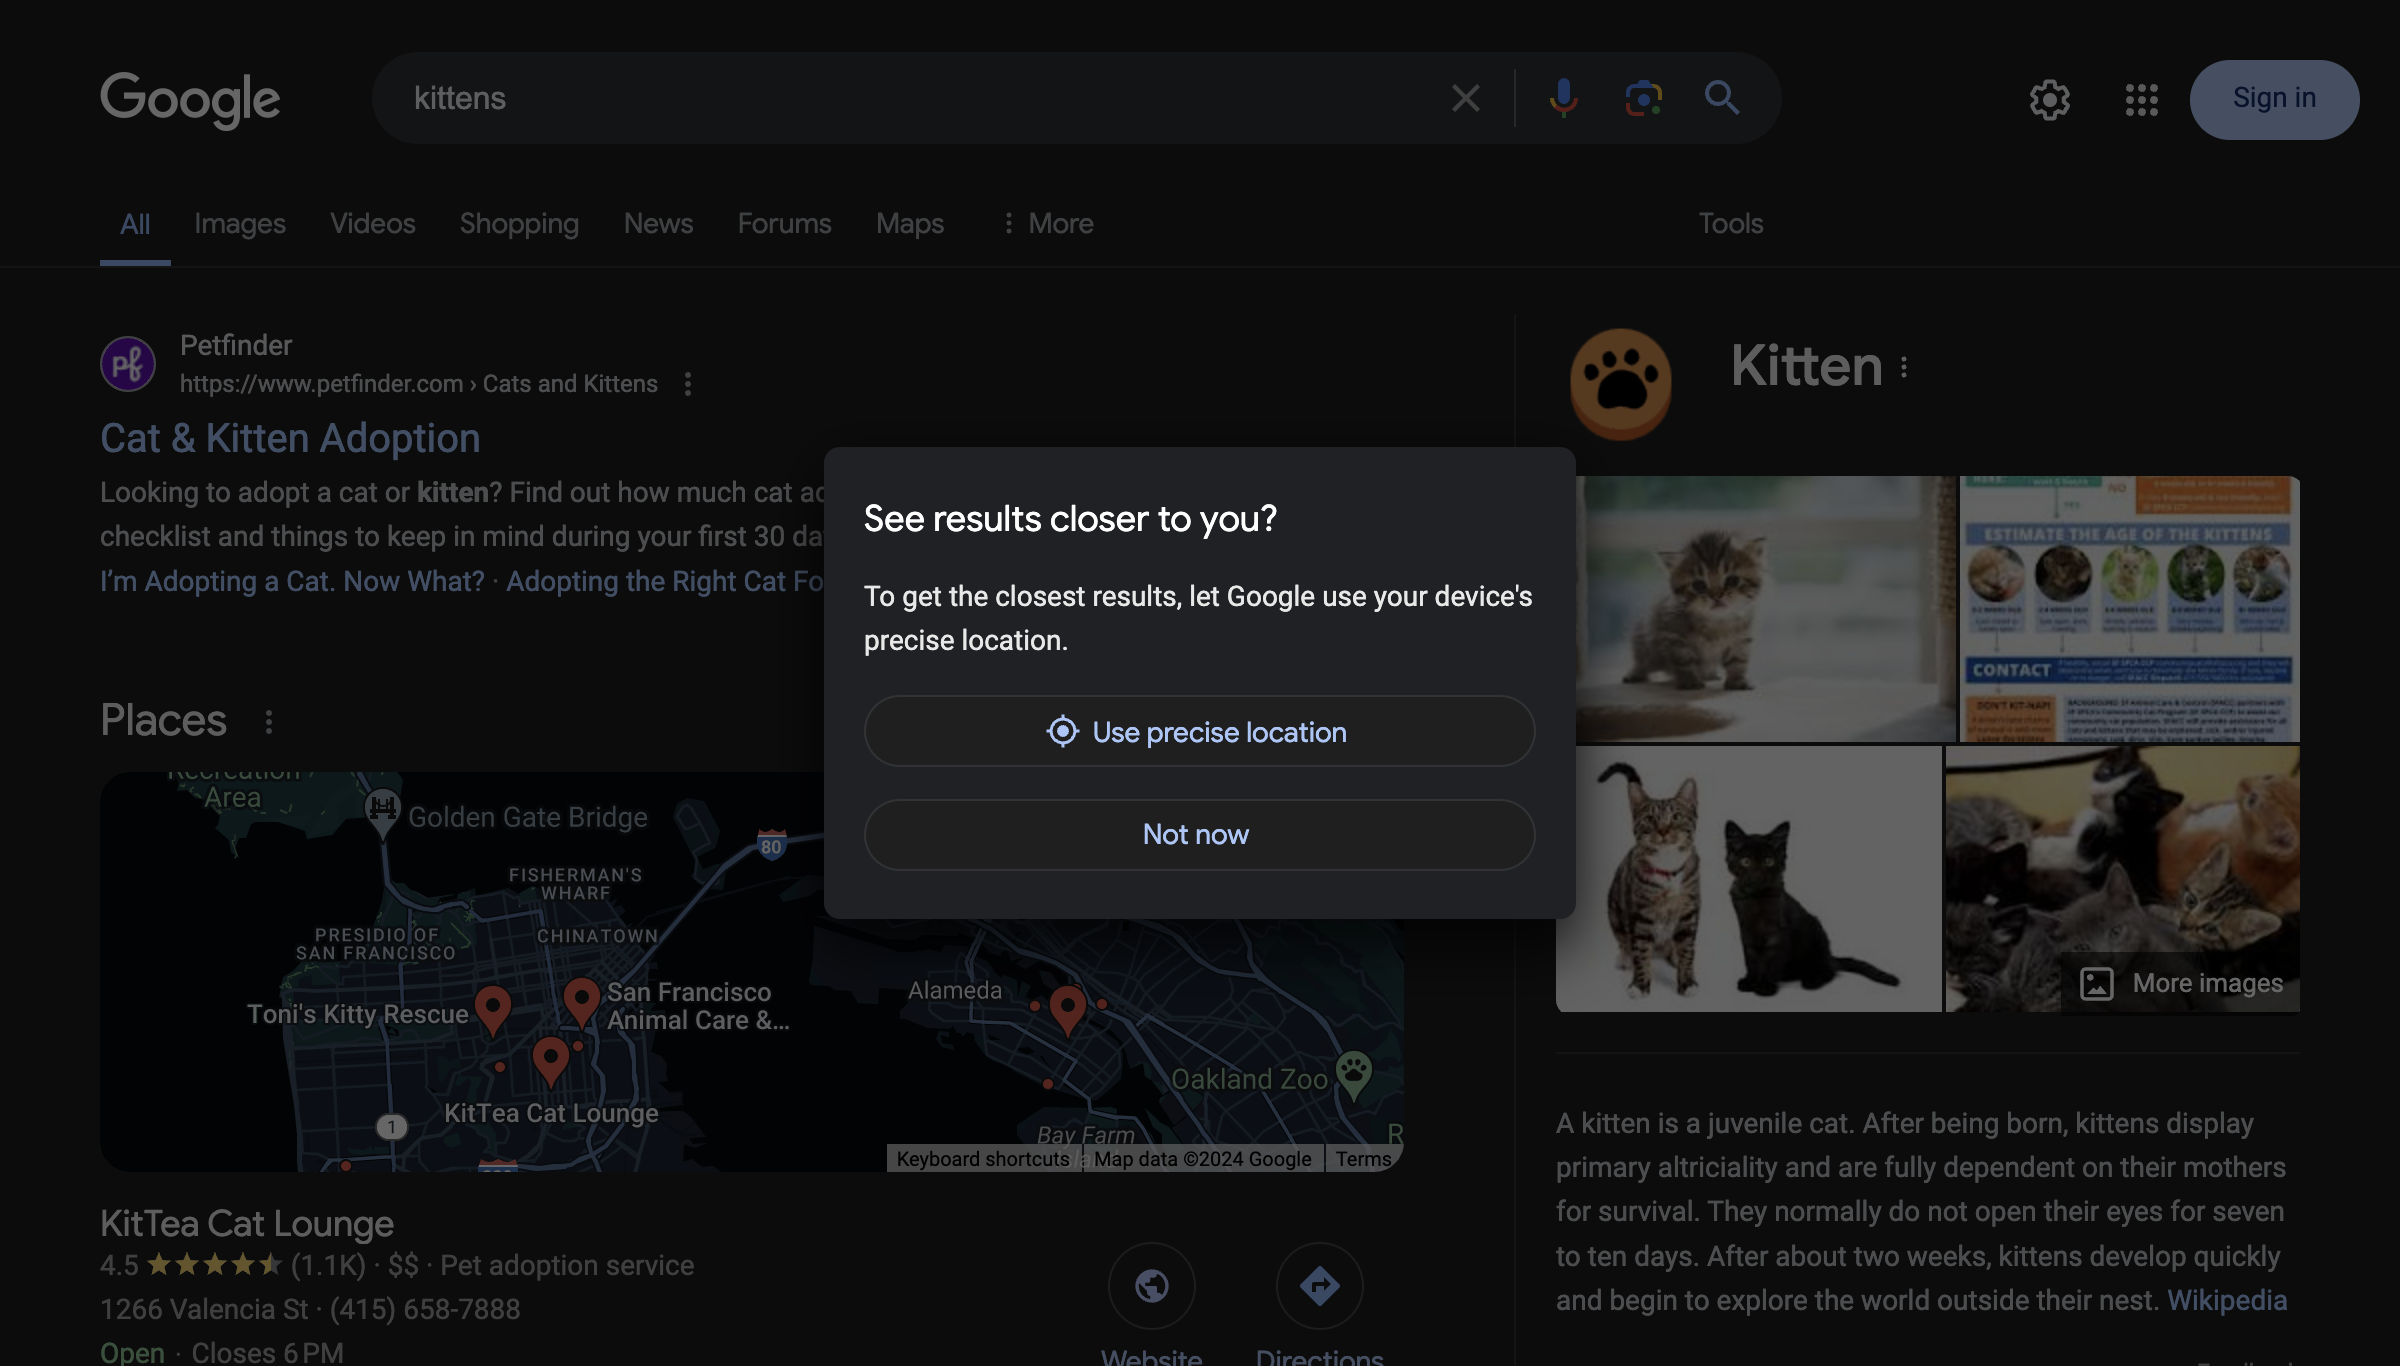 Google
kittens
Sign in
All
Images
Videos
Shopping
News
Forums
Maps
More
Tools
pf
Petfinder
https://www.petfinder.com › Cats and Kittens
Cat & Kitten Adoption
Looking to adopt a cat or kitten? Find out how much cat
checklist and things to keep in mind during your first 30
I'm Adopting a Cat. Now What? · Adopting the Right Cat
Places
Recreation
Area
Golden Gate Bridge
80
FISHERMAN'S
WHARF
PRESIDIO OF
SAN FRANCISCO
CHINATOWN
Toni's Kitty Rescue
San Francisco
Animal Care &...
KitTea Cat Lounge
1
Alameda
Oakland Zoo
Bay Farm
R
Keyboard shortcuts
Map data ©2024 Google
Terms
KitTea Cat Lounge
4.5 (1.1K) · $$ · Pet adoption service
1266 Valencia St · (415) 658-7888
Open · Closes 6 PM
Website
Directions
See results closer to you?
To get the closest results, let Google use your device's
precise location.
Use precise location
Not now
Kitten
NO
YES
ESTIMATE THE AGE OF THE KITTENS
CONTACT
DON'T KIT-NAP!
More images
A kitten is a juvenile cat. After being born, kittens display
primary altriciality and are fully dependent on their mothers
for survival. They normally do not open their eyes for seven
to ten days. After about two weeks, kittens develop quickly
and begin to explore the world outside their nest. Wikipedia